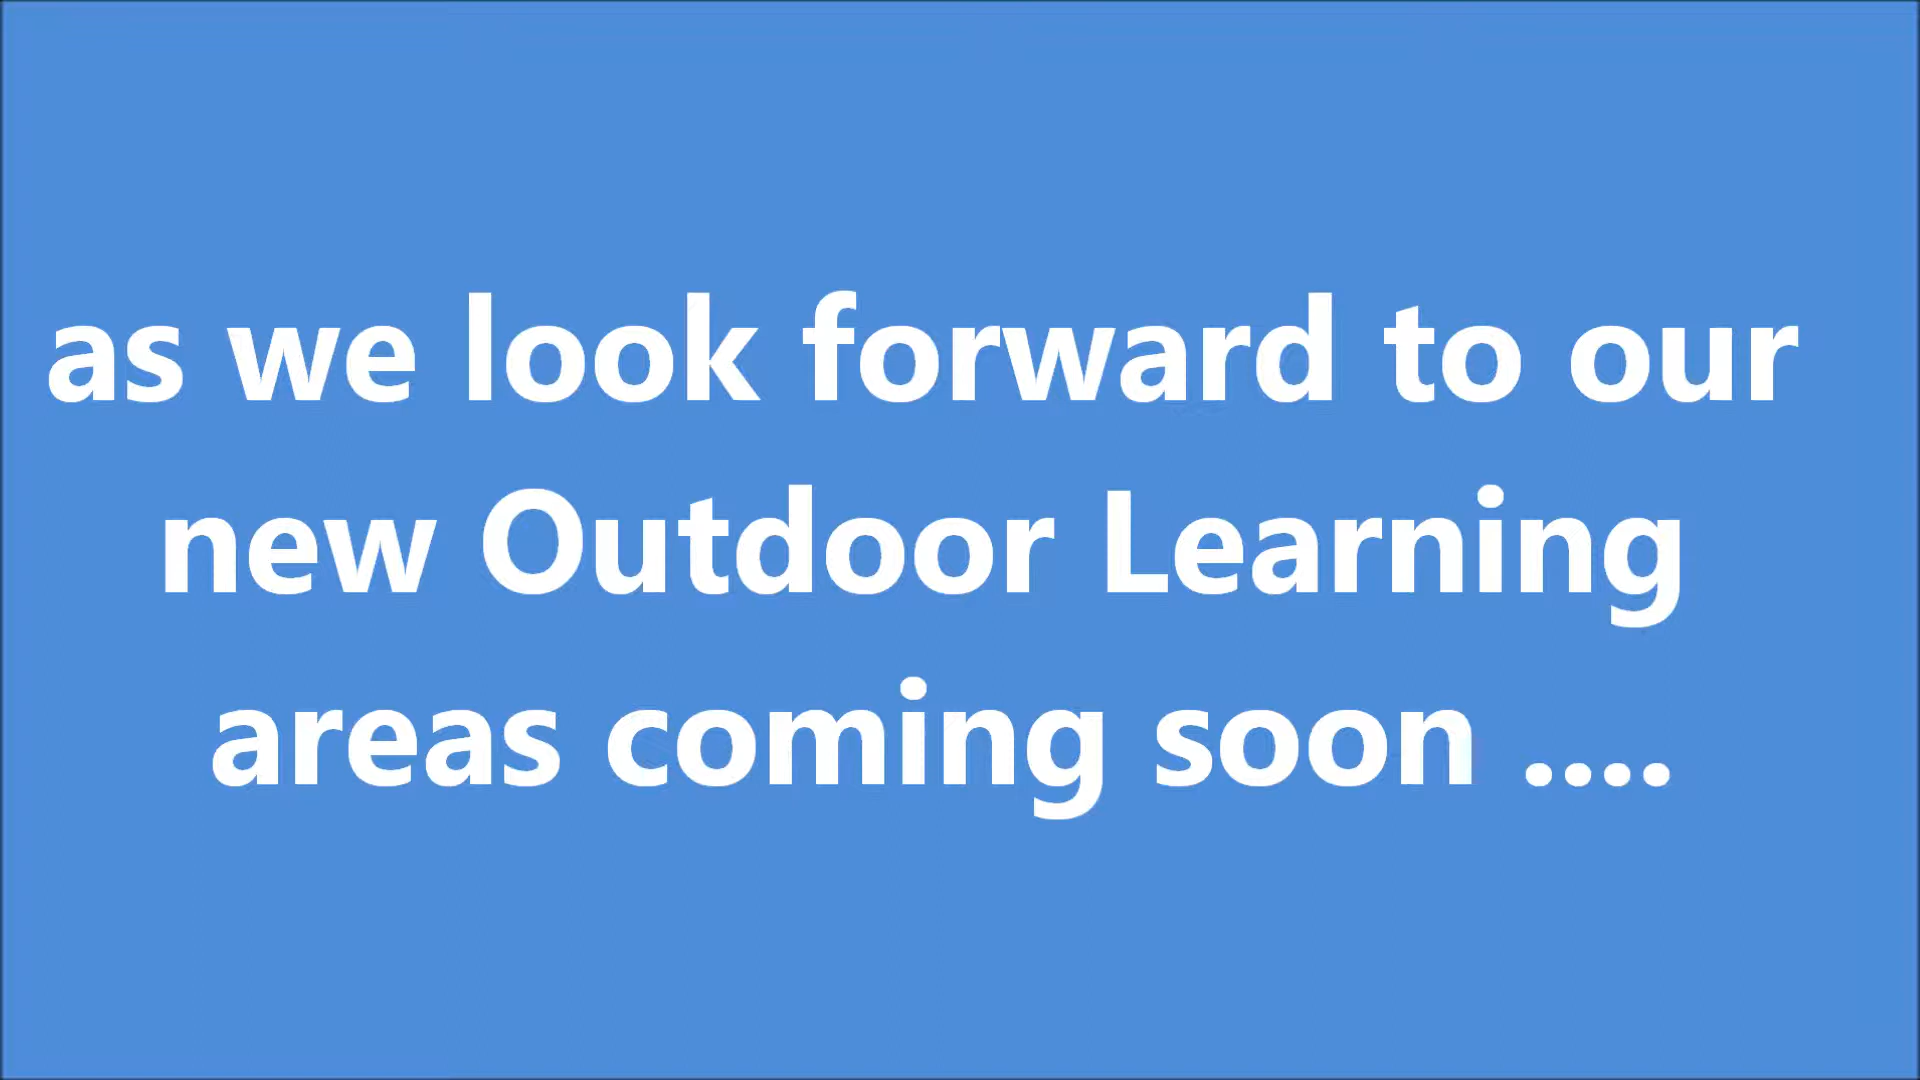 as we look forward to our
new Outdoor Learning
areas coming soon ....